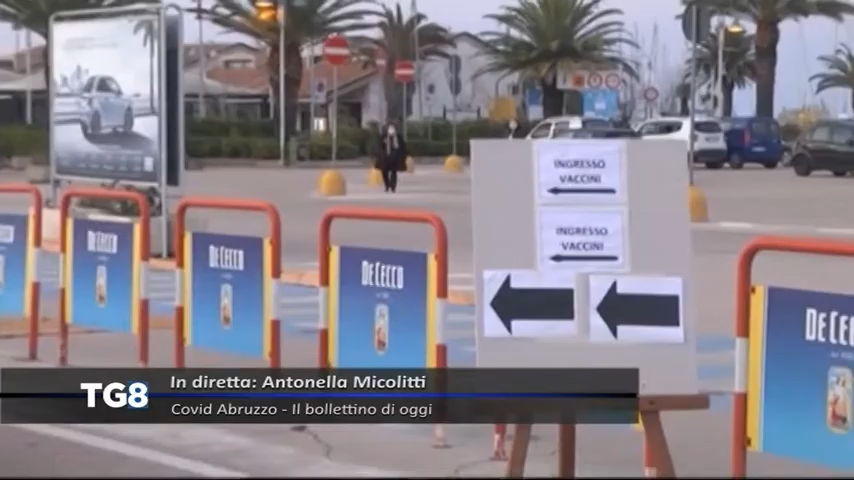 INGRESSO
VACCINI
INGRESSO
VACCINI
DE CECCO
DE CECCO
DE CECCO
DE CECCO
TG8
In diretta: Antonella Micolitti
Covid Abruzzo - Il bollettino di oggi